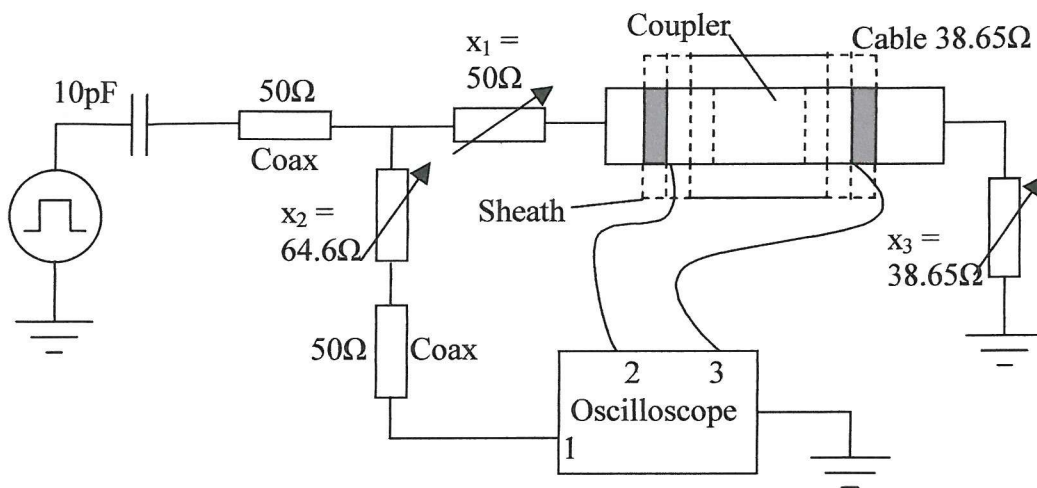 Coupler
x₁ =
50Ω
Cable 38.65Ω
10pF
50Ω
Coax
Sheath
x₂ =
64.6Ω
x₃ =
38.65Ω
50Ω
Coax
2
3
Oscilloscope
1